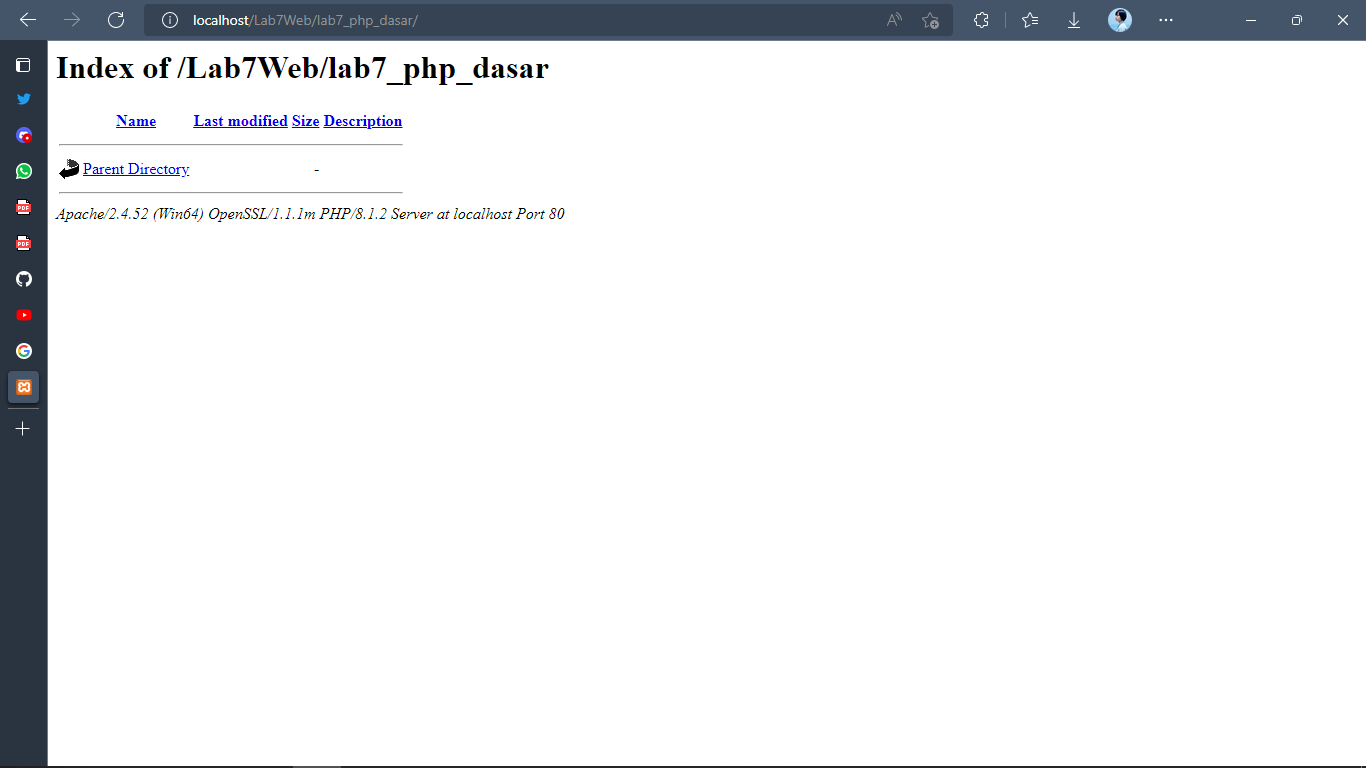 localhost/Lab7Web/lab7_php_dasar/
Index of /Lab7Web/lab7_php_dasar
Name Last modified Size Description
Parent Directory -
Apache/2.4.52 (Win64) OpenSSL/1.1.1m PHP/8.1.2 Server at localhost Port 80